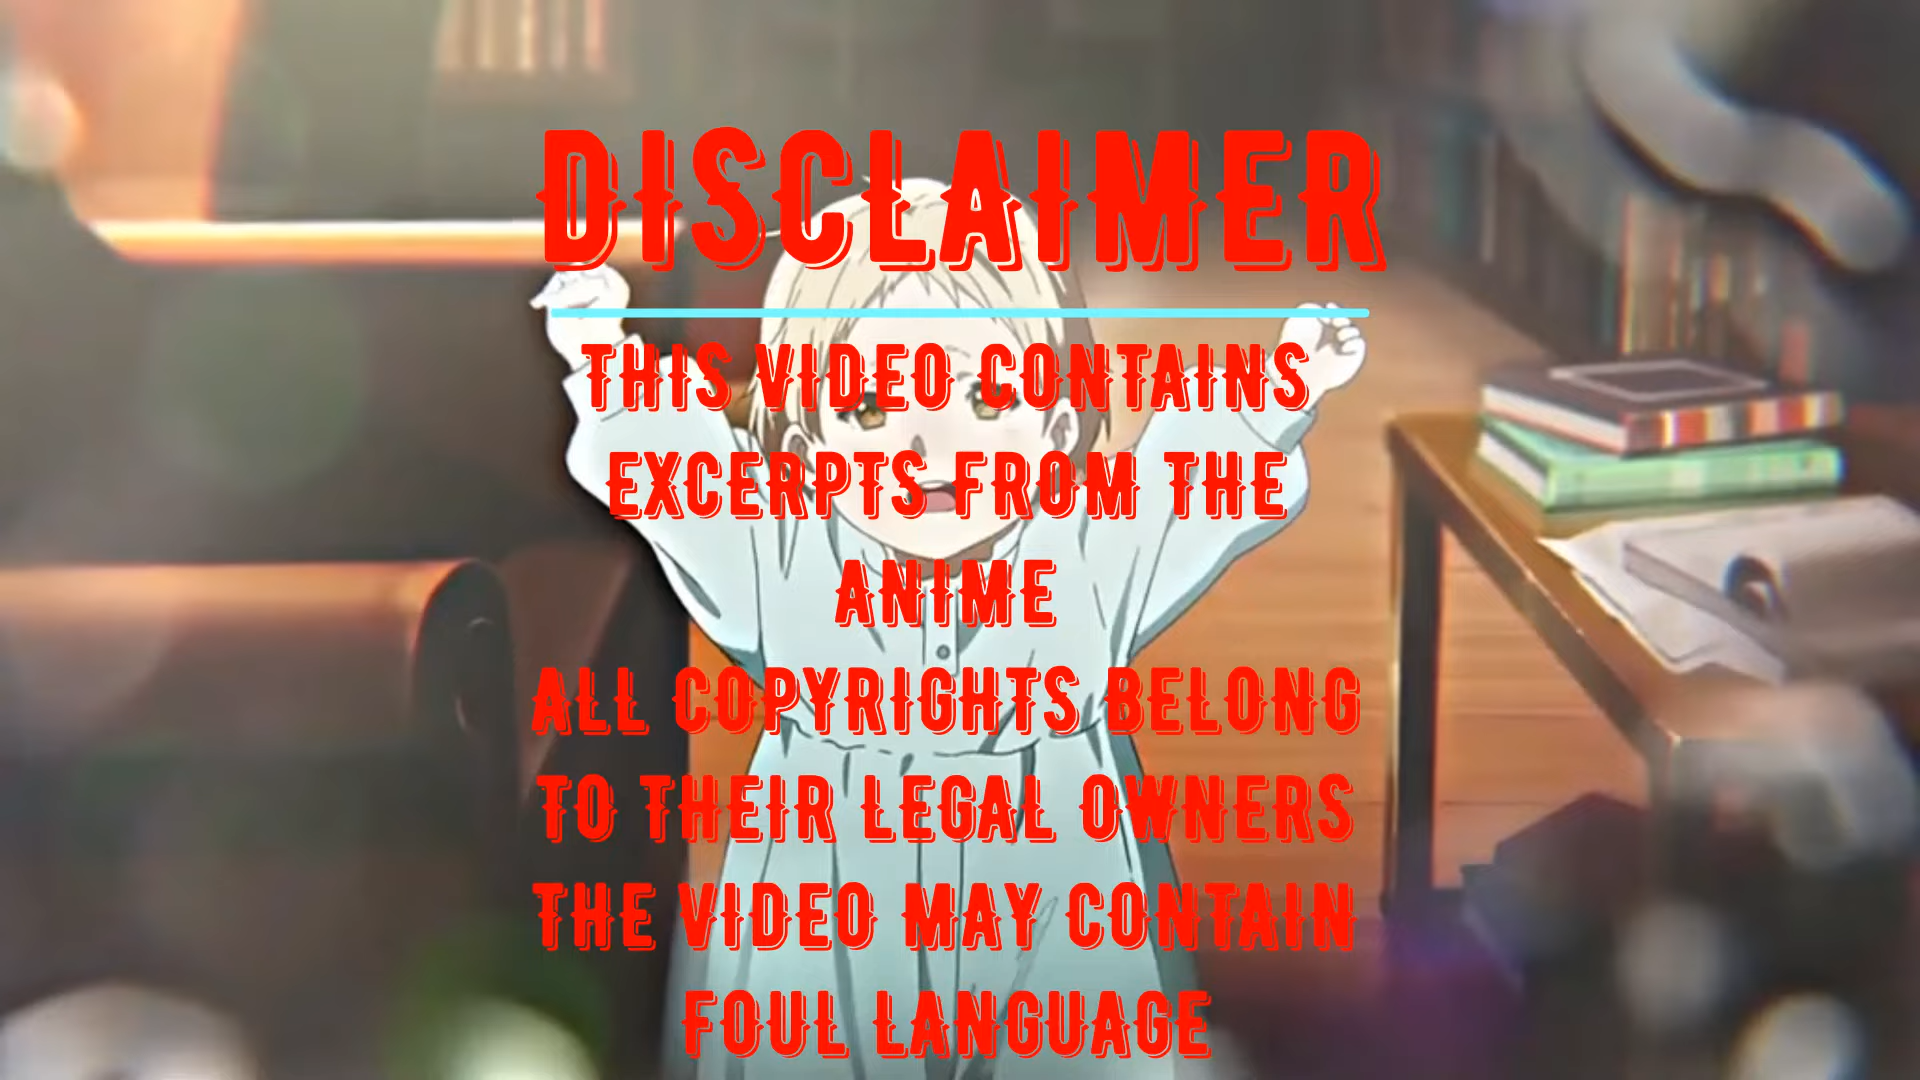 DISCLAIMER
THIS VIDEO CONTAINS
EXCERPTS FROM THE
ANIME
ALL COPYRIGHTS BELONG
TO THEIR LEGAL OWNERS
THE VIDEO MAY CONTAIN
FOUL LANGUAGE